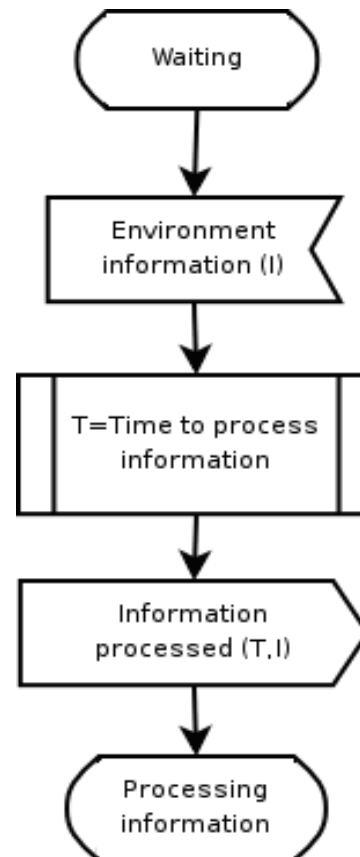 Waiting
Environment
information (I)
T=Time to process
information
Information
processed (T,I)
Processing
information